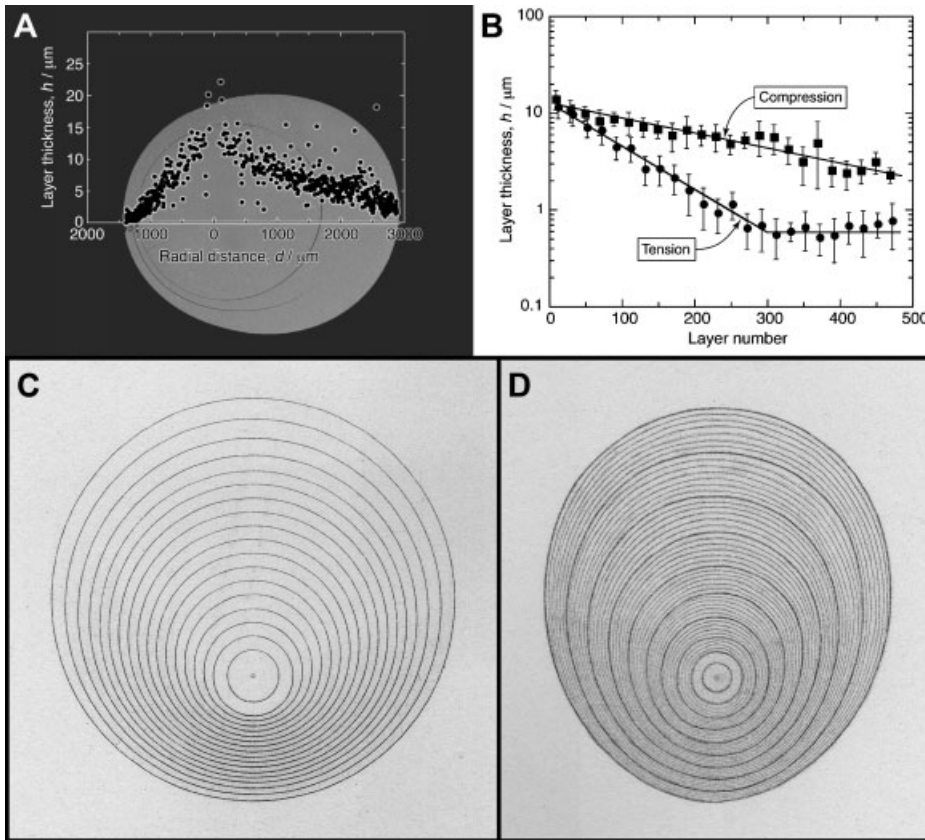 A
Layer thickness, h / μm
30
25
20
15
10
5
0
2000 1000 0 1000 2000 3000
Radial distance, d / μm
B
Layer thickness, h / μm
100
10
1
0.1
Compression
Tension
0 100 200 300 400 500
Layer number
C
D